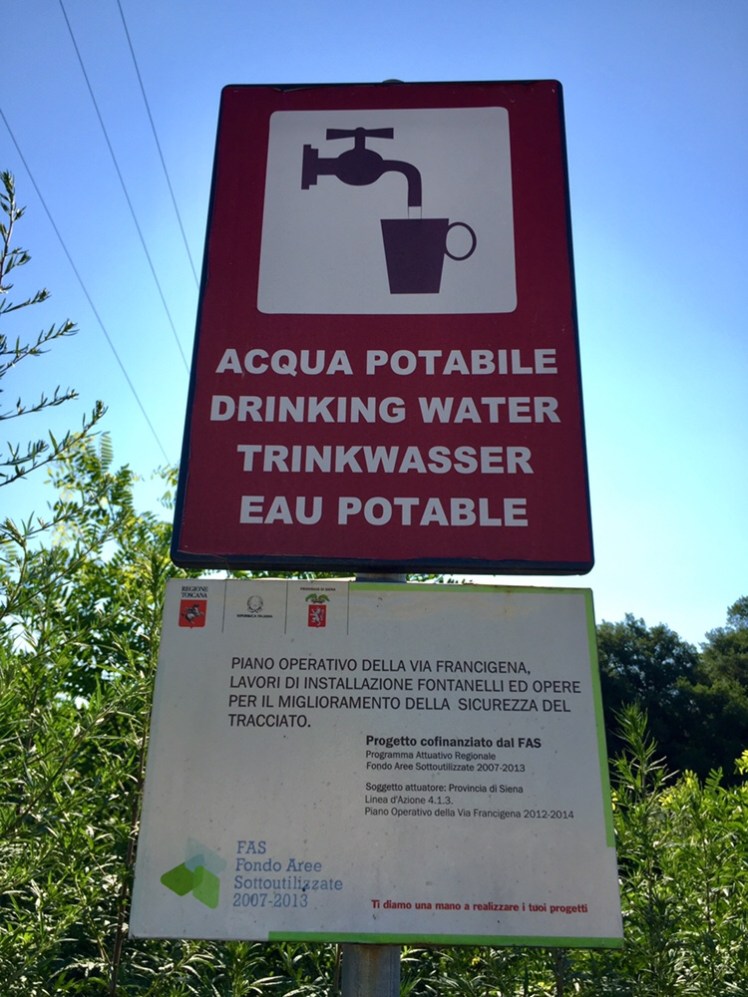 ACQUA POTABILE
DRINKING WATER
TRINKWASSER
EAU POTABLE
REGIONE
TOSCANA
PIANO OPERATIVO DELLA VIA FRANCIGENA,
LAVORI DI INSTALLAZIONE FONTANELLI ED OPERE
PER IL MIGLIORAMENTO DELLA SICUREZZA DEL
TRACCIATO.
Progetto cofinanziato dal FAS
Programma Attuativo Regionale
Fondo Aree Sottoutilizzate 2007-2013
Soggetto attuatore: Provincia di Siena
Linea d'Azione 4.1.3.
Piano Operativo della Via Francigena 2012-2014
FAS
Fondo Aree
Sottoutilizzate
2007-2013
Ti diamo una mano a realizzare i tuoi progetti